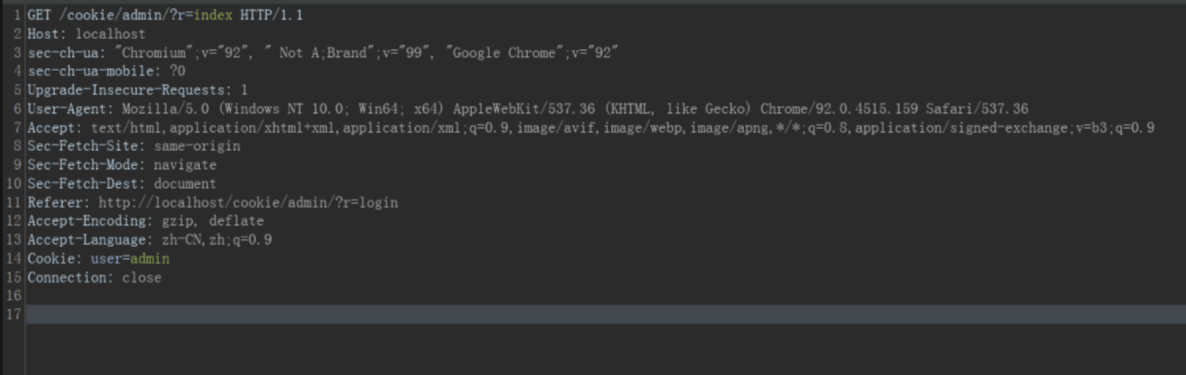 1 GET /cookie/admin/?r=index HTTP/1.1
2 Host: localhost
3 sec-ch-ua: "Chromium";v="92", " Not A;Brand";v="99", "Google Chrome";v="92"
4 sec-ch-ua-mobile: ?0
5 Upgrade-Insecure-Requests: 1
6 User-Agent: Mozilla/5.0 (Windows NT 10.0; Win64; x64) AppleWebKit/537.36 (KHTML, like Gecko) Chrome/92.0.4515.159 Safari/537.36
7 Accept: text/html,application/xhtml+xml,application/xml;q=0.9,image/avif,image/webp,image/apng,*/*;q=0.8,application/signed-exchange;v=b3;q=0.9
8 Sec-Fetch-Site: same-origin
9 Sec-Fetch-Mode: navigate
10 Sec-Fetch-Dest: document
11 Referer: http://localhost/cookie/admin/?r=login
12 Accept-Encoding: gzip, deflate
13 Accept-Language: zh-CN,zh;q=0.9
14 Cookie: user=admin
15 Connection: close
16
17